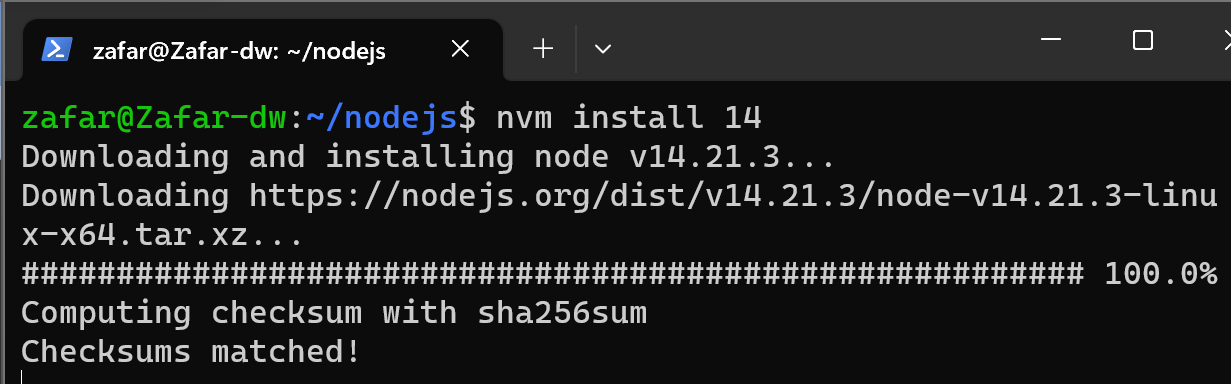 zafar@Zafar-dw: ~/nodejs
zafar@Zafar-dw:~/nodejs$ nvm install 14
Downloading and installing node v14.21.3...
Downloading https://nodejs.org/dist/v14.21.3/node-v14.21.3-linu
x-x64.tar.xz...
######################################################## 100.0%
Computing checksum with sha256sum
Checksums matched!